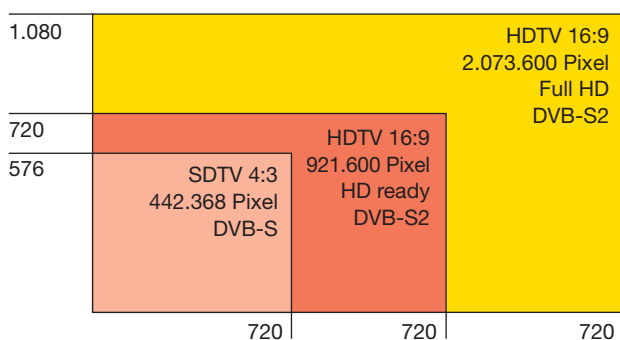 1.080
HDTV 16:9
2.073.600 Pixel
Full HD
DVB-S2
720
HDTV 16:9
921.600 Pixel
HD ready
DVB-S2
576
SDTV 4:3
442.368 Pixel
DVB-S
720
720
720